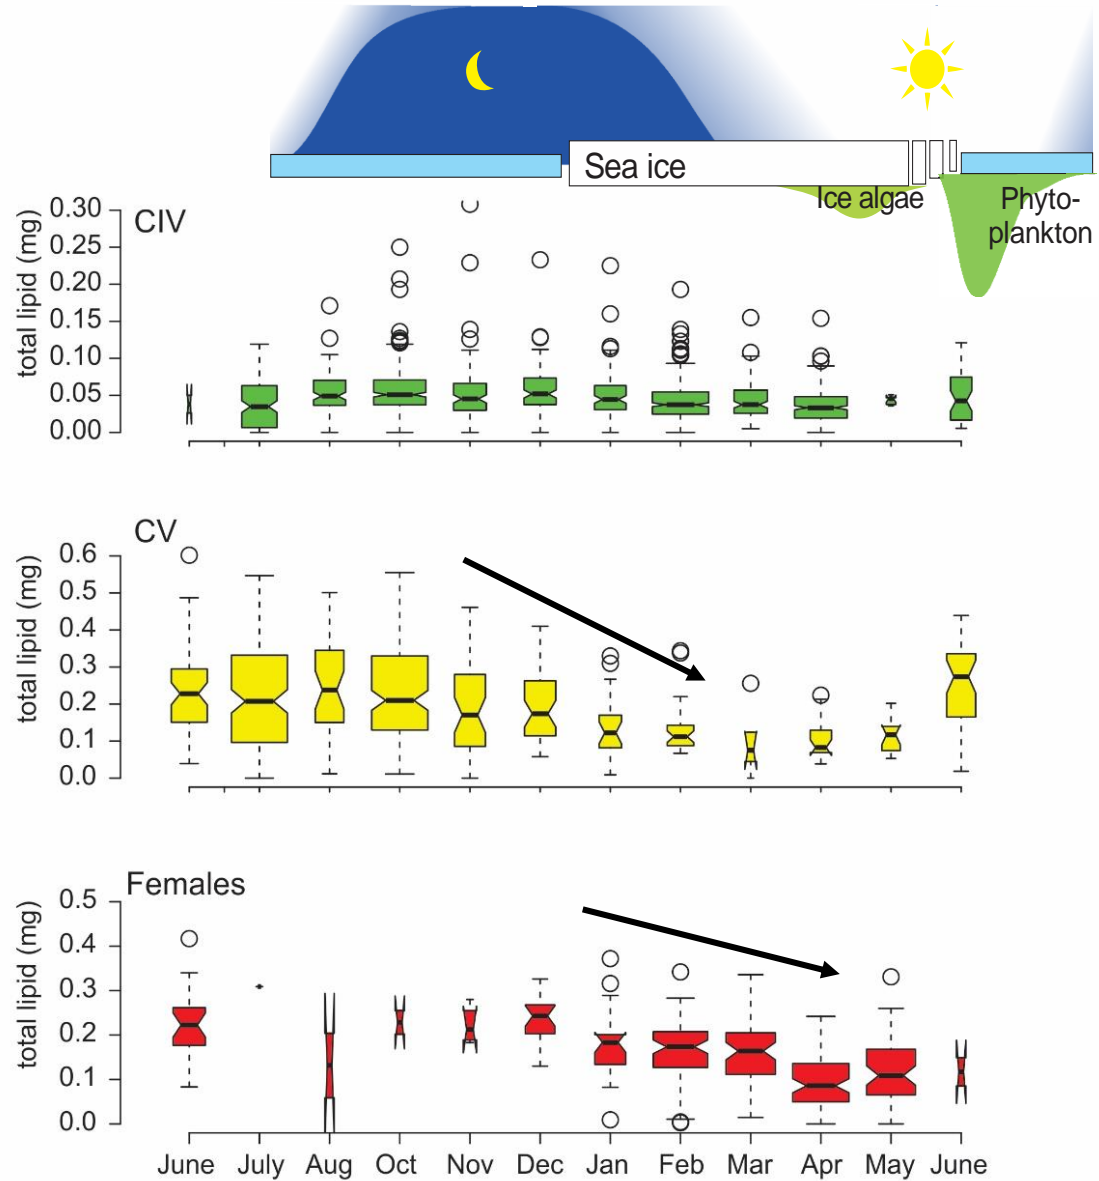 Sea ice
Ice algae
Phyto-
plankton
CIV
total lipid (mg)
0.30
0.25
0.20
0.15
0.10
0.05
0.00
CV
total lipid (mg)
0.6
0.5
0.4
0.3
0.2
0.1
0.0
Females
total lipid (mg)
0.5
0.4
0.3
0.2
0.1
0.0
June July Aug Oct Nov Dec Jan Feb Mar Apr May June